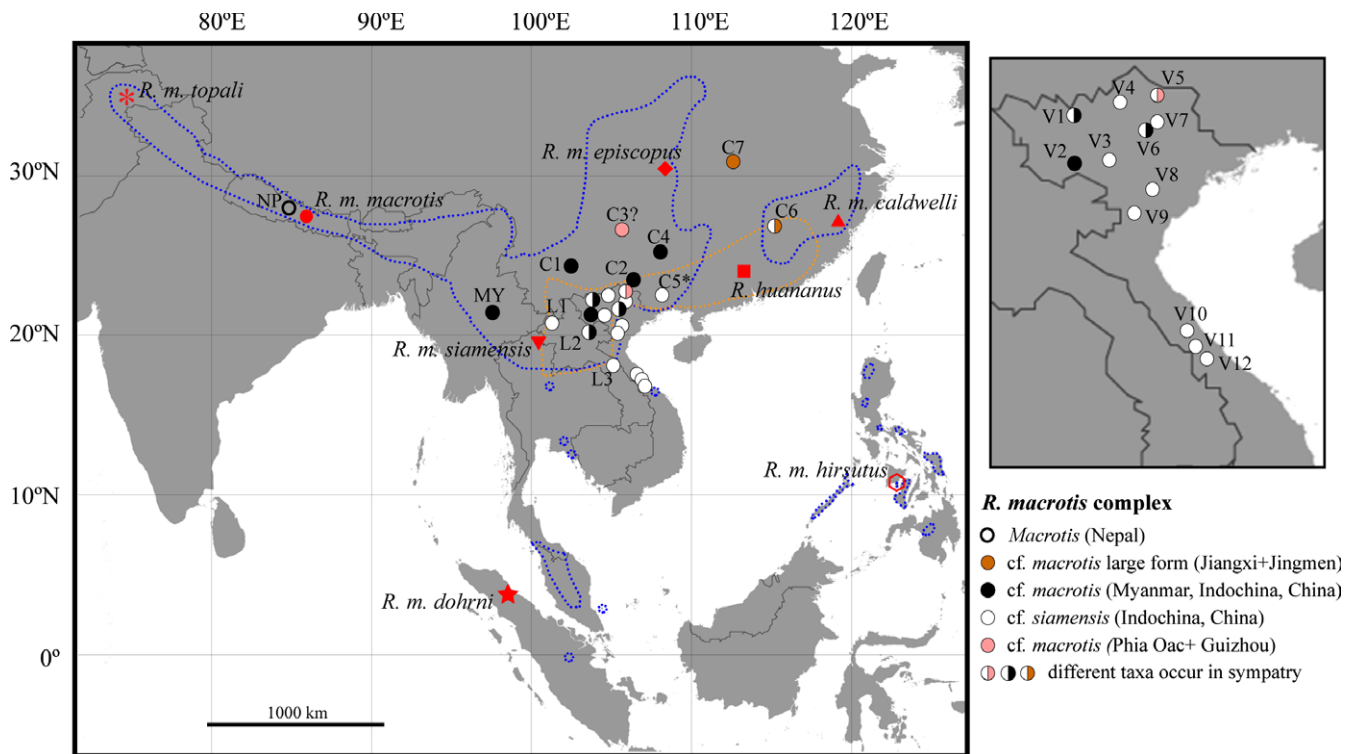 80ºE 90ºE 100ºE 110ºE 120ºE
30ºN
20ºN
10ºN
0º
R. m. topali
R. m. episcopus
C7
NP
R. m. macrotis
R. m. caldwelli
C3?
C6
C4
C1
C2
C5*
R. huananus
MY
L1
L2
R. m. siamensis
L3
R. m. hirsutus
R. m. dohrni
1000 km
V5
V4
V1
V7
V3
V6
V2
V8
V9
V10
V11
V12
R. macrotis complex
Macrotis (Nepal)
cf. macrotis large form (Jiangxi+Jingmen)
cf. macrotis (Myanmar, Indochina, China)
cf. siamensis (Indochina, China)
cf. macrotis (Phia Oac+ Guizhou)
different taxa occur in sympatry